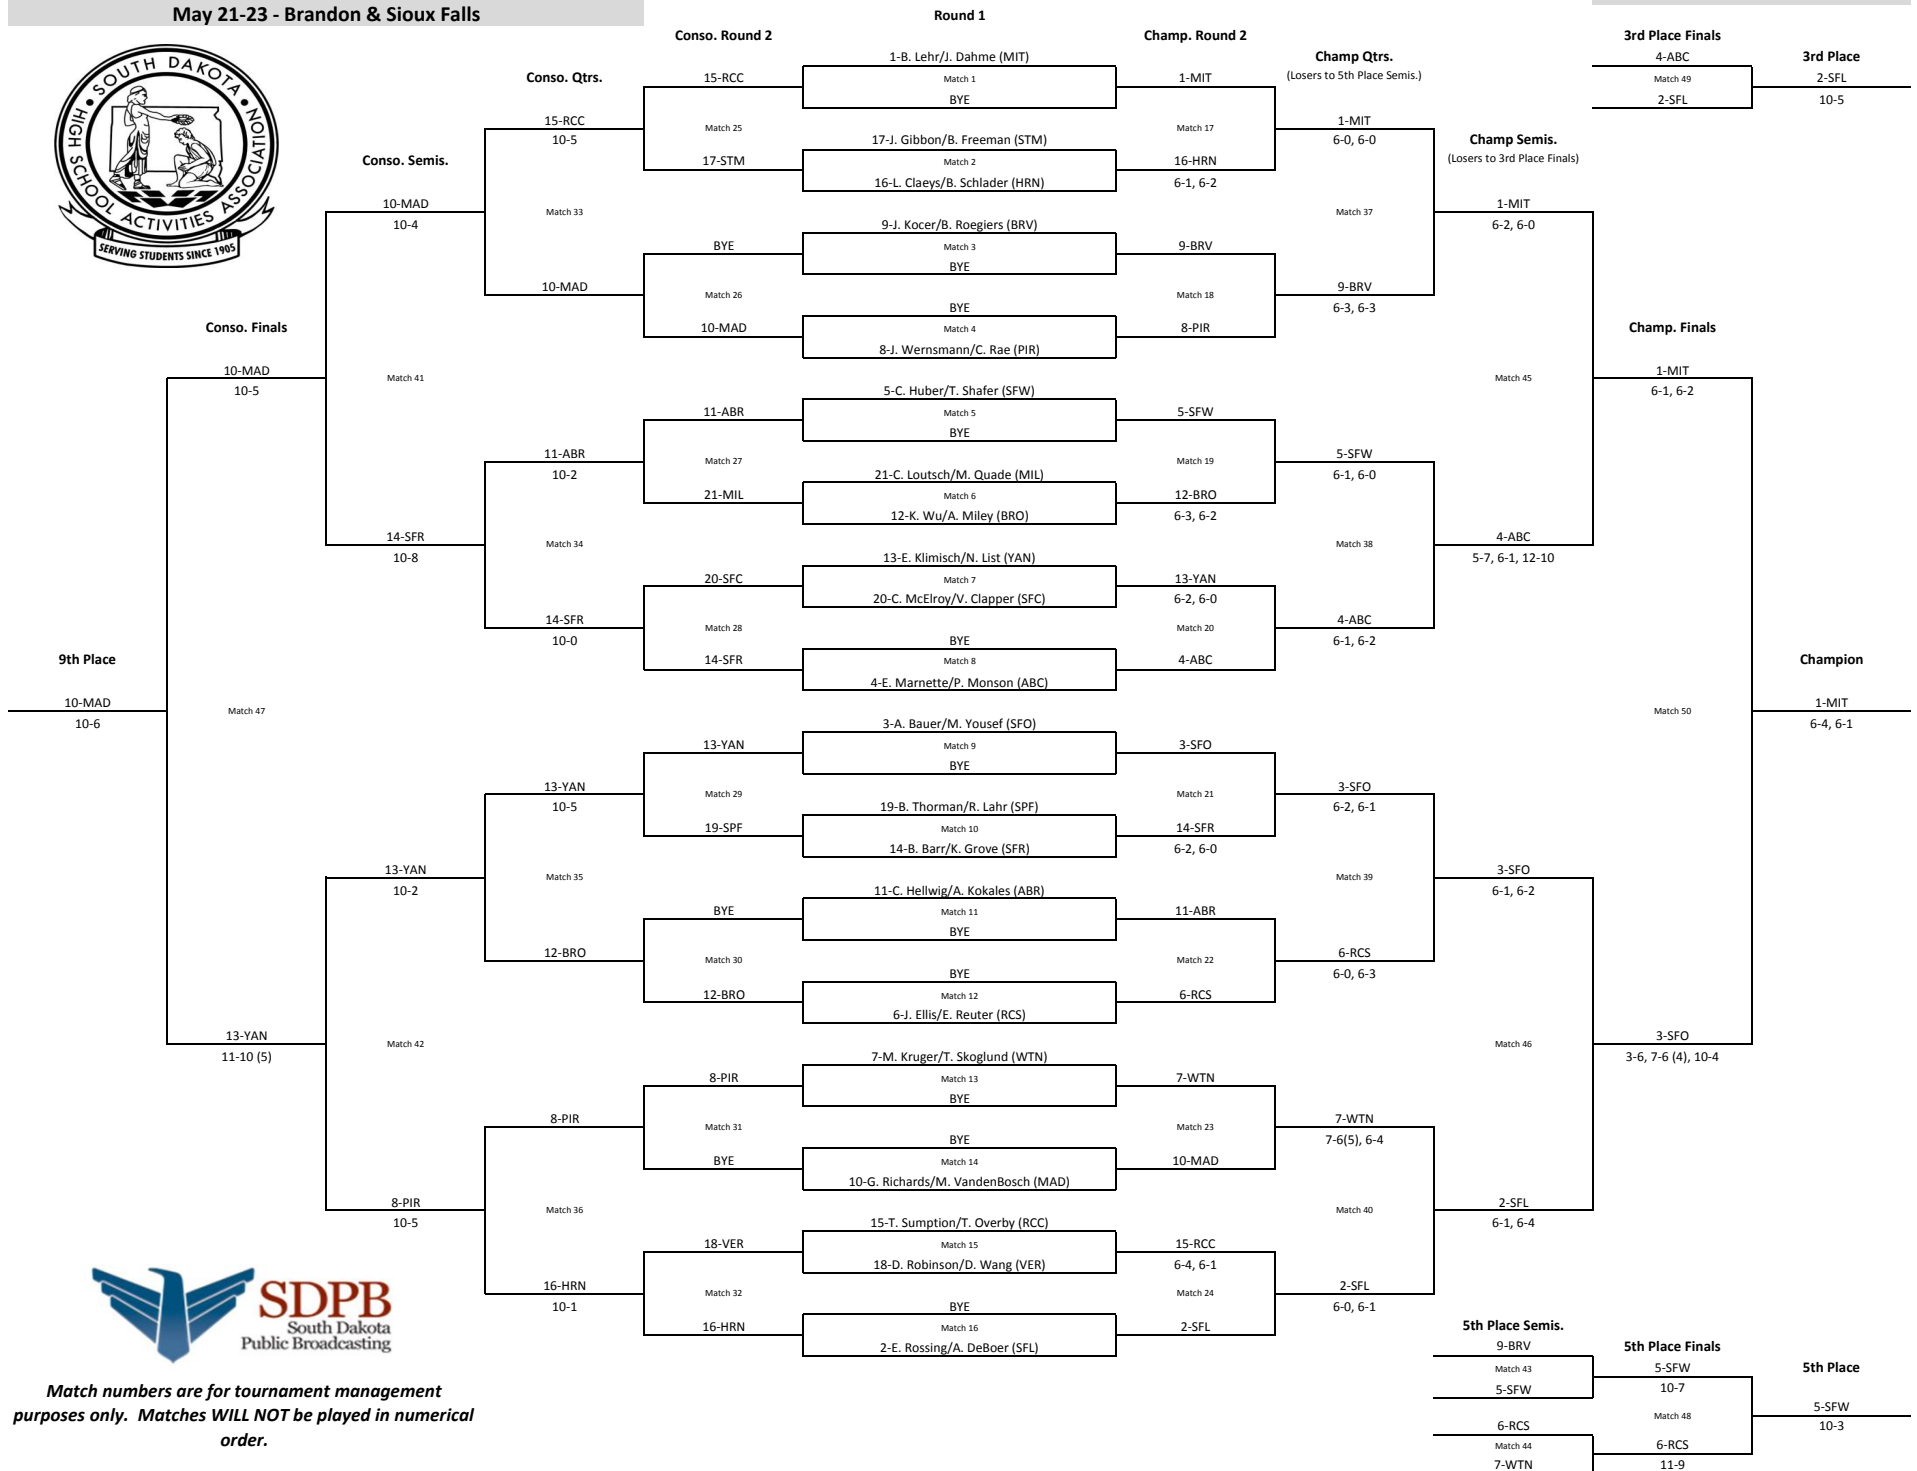 May 21-23 - Brandon & Sioux Falls
SOUTH DAKOTA
HIGH SCHOOL ACTIVITIES ASSOCIATION
SERVING STUDENTS SINCE 1905
9th Place
10-MAD
10-6
Conso. Finals
10-MAD
10-5
Match 47
13-YAN
11-10 (5)
Conso. Semis.
10-MAD
10-4
Match 41
14-SFR
10-8
13-YAN
10-2
Match 42
8-PIR
10-5
Conso. Qtrs.
15-RCC
10-5
Match 33
10-MAD
11-ABR
10-2
Match 34
14-SFR
10-0
13-YAN
10-5
Match 35
12-BRO
8-PIR
Match 36
16-HRN
10-1
Conso. Round 2
15-RCC
Match 25
17-STM
BYE
Match 26
10-MAD
11-ABR
Match 27
21-MIL
20-SFC
Match 28
14-SFR
13-YAN
Match 29
19-SPF
BYE
Match 30
12-BRO
8-PIR
Match 31
BYE
18-VER
Match 32
16-HRN
Round 1
1-B. Lehr/J. Dahme (MIT)
Match 1
BYE
17-J. Gibbon/B. Freeman (STM)
Match 2
16-L. Claeys/B. Schlader (HRN)
9-J. Kocer/B. Roegiers (BRV)
Match 3
BYE
BYE
Match 4
8-J. Wernsmann/C. Rae (PIR)
5-C. Huber/T. Shafer (SFW)
Match 5
BYE
21-C. Loutsch/M. Quade (MIL)
Match 6
12-K. Wu/A. Miley (BRO)
13-E. Klimisch/N. List (YAN)
Match 7
20-C. McElroy/V. Clapper (SFC)
BYE
Match 8
4-E. Marnette/P. Monson (ABC)
3-A. Bauer/M. Yousef (SFO)
Match 9
BYE
19-B. Thorman/R. Lahr (SPF)
Match 10
14-B. Barr/K. Grove (SFR)
11-C. Hellwig/A. Kokales (ABR)
Match 11
BYE
BYE
Match 12
6-J. Ellis/E. Reuter (RCS)
7-M. Kruger/T. Skoglund (WTN)
Match 13
BYE
BYE
Match 14
10-G. Richards/M. VandenBosch (MAD)
15-T. Sumption/T. Overby (RCC)
Match 15
18-D. Robinson/D. Wang (VER)
BYE
Match 16
2-E. Rossing/A. DeBoer (SFL)
Champ. Round 2
1-MIT
Match 17
16-HRN
6-1, 6-2
9-BRV
Match 18
8-PIR
5-SFW
Match 19
12-BRO
6-3, 6-2
13-YAN
6-2, 6-0
Match 20
4-ABC
3-SFO
Match 21
14-SFR
6-2, 6-0
11-ABR
Match 22
6-RCS
7-WTN
Match 23
10-MAD
15-RCC
6-4, 6-1
Match 24
2-SFL
Champ Qtrs.
(Losers to 5th Place Semis.)
1-MIT
6-0, 6-0
Match 37
9-BRV
6-3, 6-3
5-SFW
6-1, 6-0
Match 38
4-ABC
6-1, 6-2
3-SFO
6-2, 6-1
Match 39
6-RCS
6-0, 6-3
7-WTN
7-6(5), 6-4
Match 40
2-SFL
6-0, 6-1
Champ Semis.
(Losers to 3rd Place Finals)
1-MIT
6-2, 6-0
Match 45
4-ABC
5-7, 6-1, 12-10
3-SFO
6-1, 6-2
Match 46
2-SFL
6-1, 6-4
3rd Place Finals
4-ABC
Match 49
2-SFL
3rd Place
2-SFL
10-5
Champ. Finals
1-MIT
6-1, 6-2
Match 50
3-SFO
3-6, 7-6 (4), 10-4
Champion
1-MIT
6-4, 6-1
5th Place Semis.
9-BRV
Match 43
5-SFW
6-RCS
Match 44
7-WTN
5th Place Finals
5-SFW
10-7
Match 48
6-RCS
11-9
5th Place
5-SFW
10-3
SDPB
South Dakota
Public Broadcasting
Match numbers are for tournament management
purposes only. Matches WILL NOT be played in numerical
order.